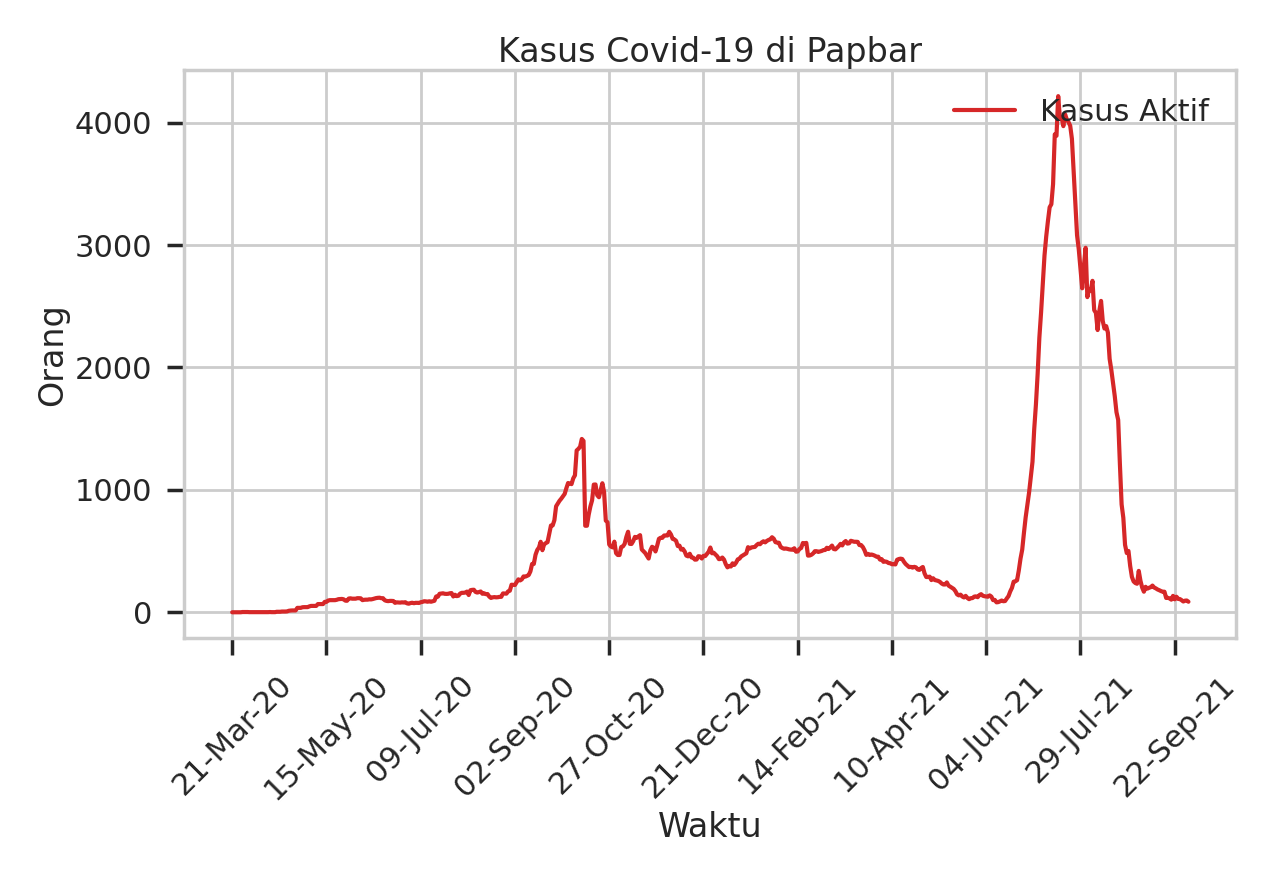 Kasus Covid-19 di Papbar
Kasus Aktif
4000
3000
2000
1000
0
Orang
21-Mar-20
15-May-20
09-Jul-20
02-Sep-20
27-Oct-20
21-Dec-20
14-Feb-21
10-Apr-21
04-Jun-21
29-Jul-21
22-Sep-21
Waktu